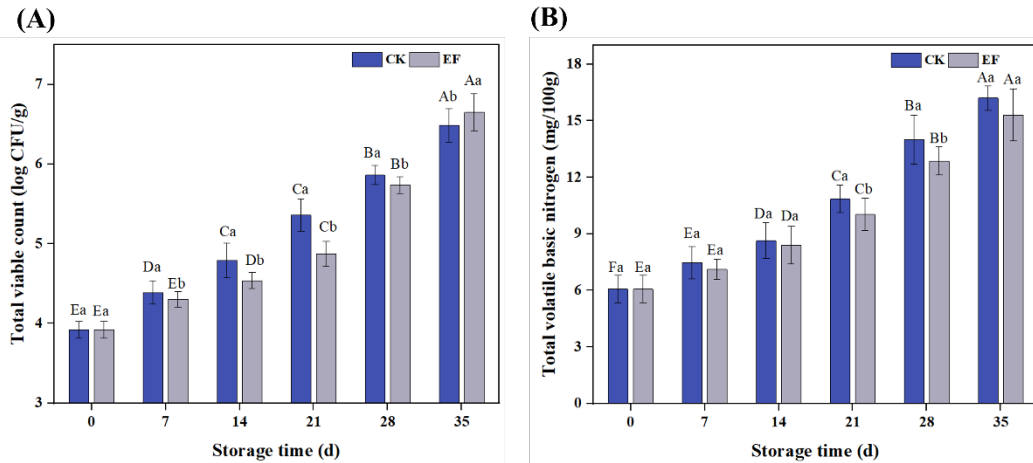 (A)
CK EF
Total viable count (log CFU/g)
7
6
5
4
3
Ea Ea Da Eb Ca Db Ca Cb Ba Bb Ab Aa
0 7 14 21 28 35
Storage time (d)
(B)
CK EF
Total volatile basic nitrogen (mg/100g)
18
15
12
9
6
3
0
Fa Ea Ea Ea Da Da Ca Cb Ba Bb Aa Aa
0 7 14 21 28 35
Storage time (d)